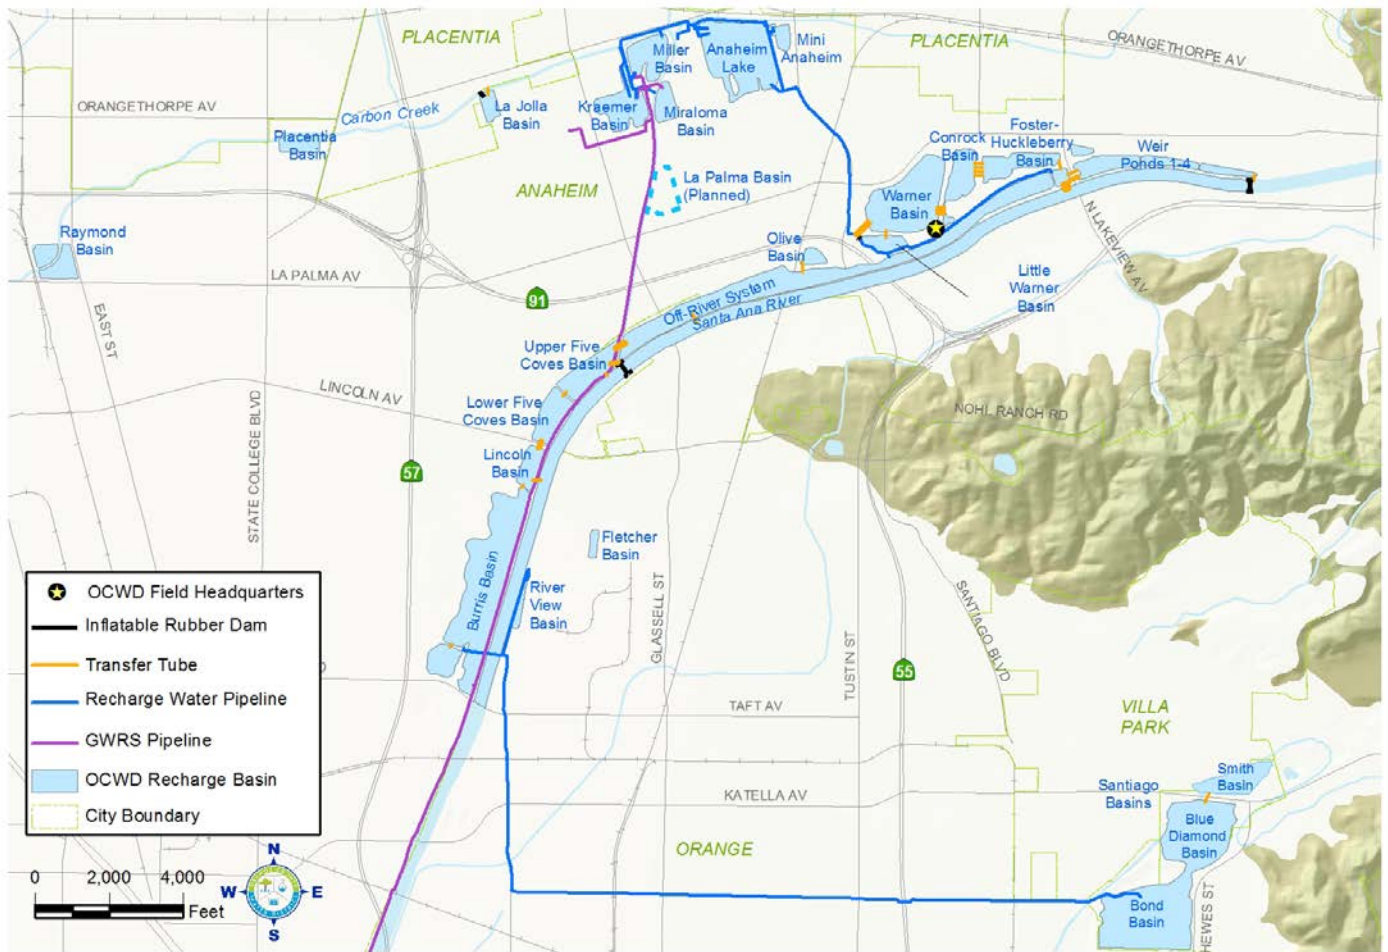 PLACENTIA
Miller
Basin
Anaheim
Lake
Mini
Anaheim
PLACENTIA
ORANGETHORPE AV
ORANGETHORPE AV
Carbon Creek
La Jolla
Basin
Kraemer
Basin
Miraloma
Basin
Placentia
Basin
Conrock
Basin
Foster-
Huckleberry
Basin
Weir
Ponds 1-4
ANAHEIM
La Palma Basin
(Planned)
Warner
Basin
Raymond
Basin
Olive
Basin
N LAKEVIEW AV
LA PALMA AV
Little
Warner
Basin
91
Off-River System
Santa Ana River
EAST ST
Upper Five
Coves Basin
LINCOLN AV
Lower Five
Coves Basin
NOHL RANCH RD
STATE COLLEGE BLVD
57
Lincoln
Basin
Fletcher
Basin
Burris Basin
River
View
Basin
GLASSELL ST
TUSTIN ST
SANTIAGO BLVD
55
TAFT AV
VILLA
PARK
KATELLA AV
Santiago
Basins
Smith
Basin
Blue
Diamond
Basin
ORANGE
Bond
Basin
HEWES ST
OCWD Field Headquarters
Inflatable Rubber Dam
Transfer Tube
Recharge Water Pipeline
GWRS Pipeline
OCWD Recharge Basin
City Boundary
0 2,000 4,000
Feet
N
W E
S